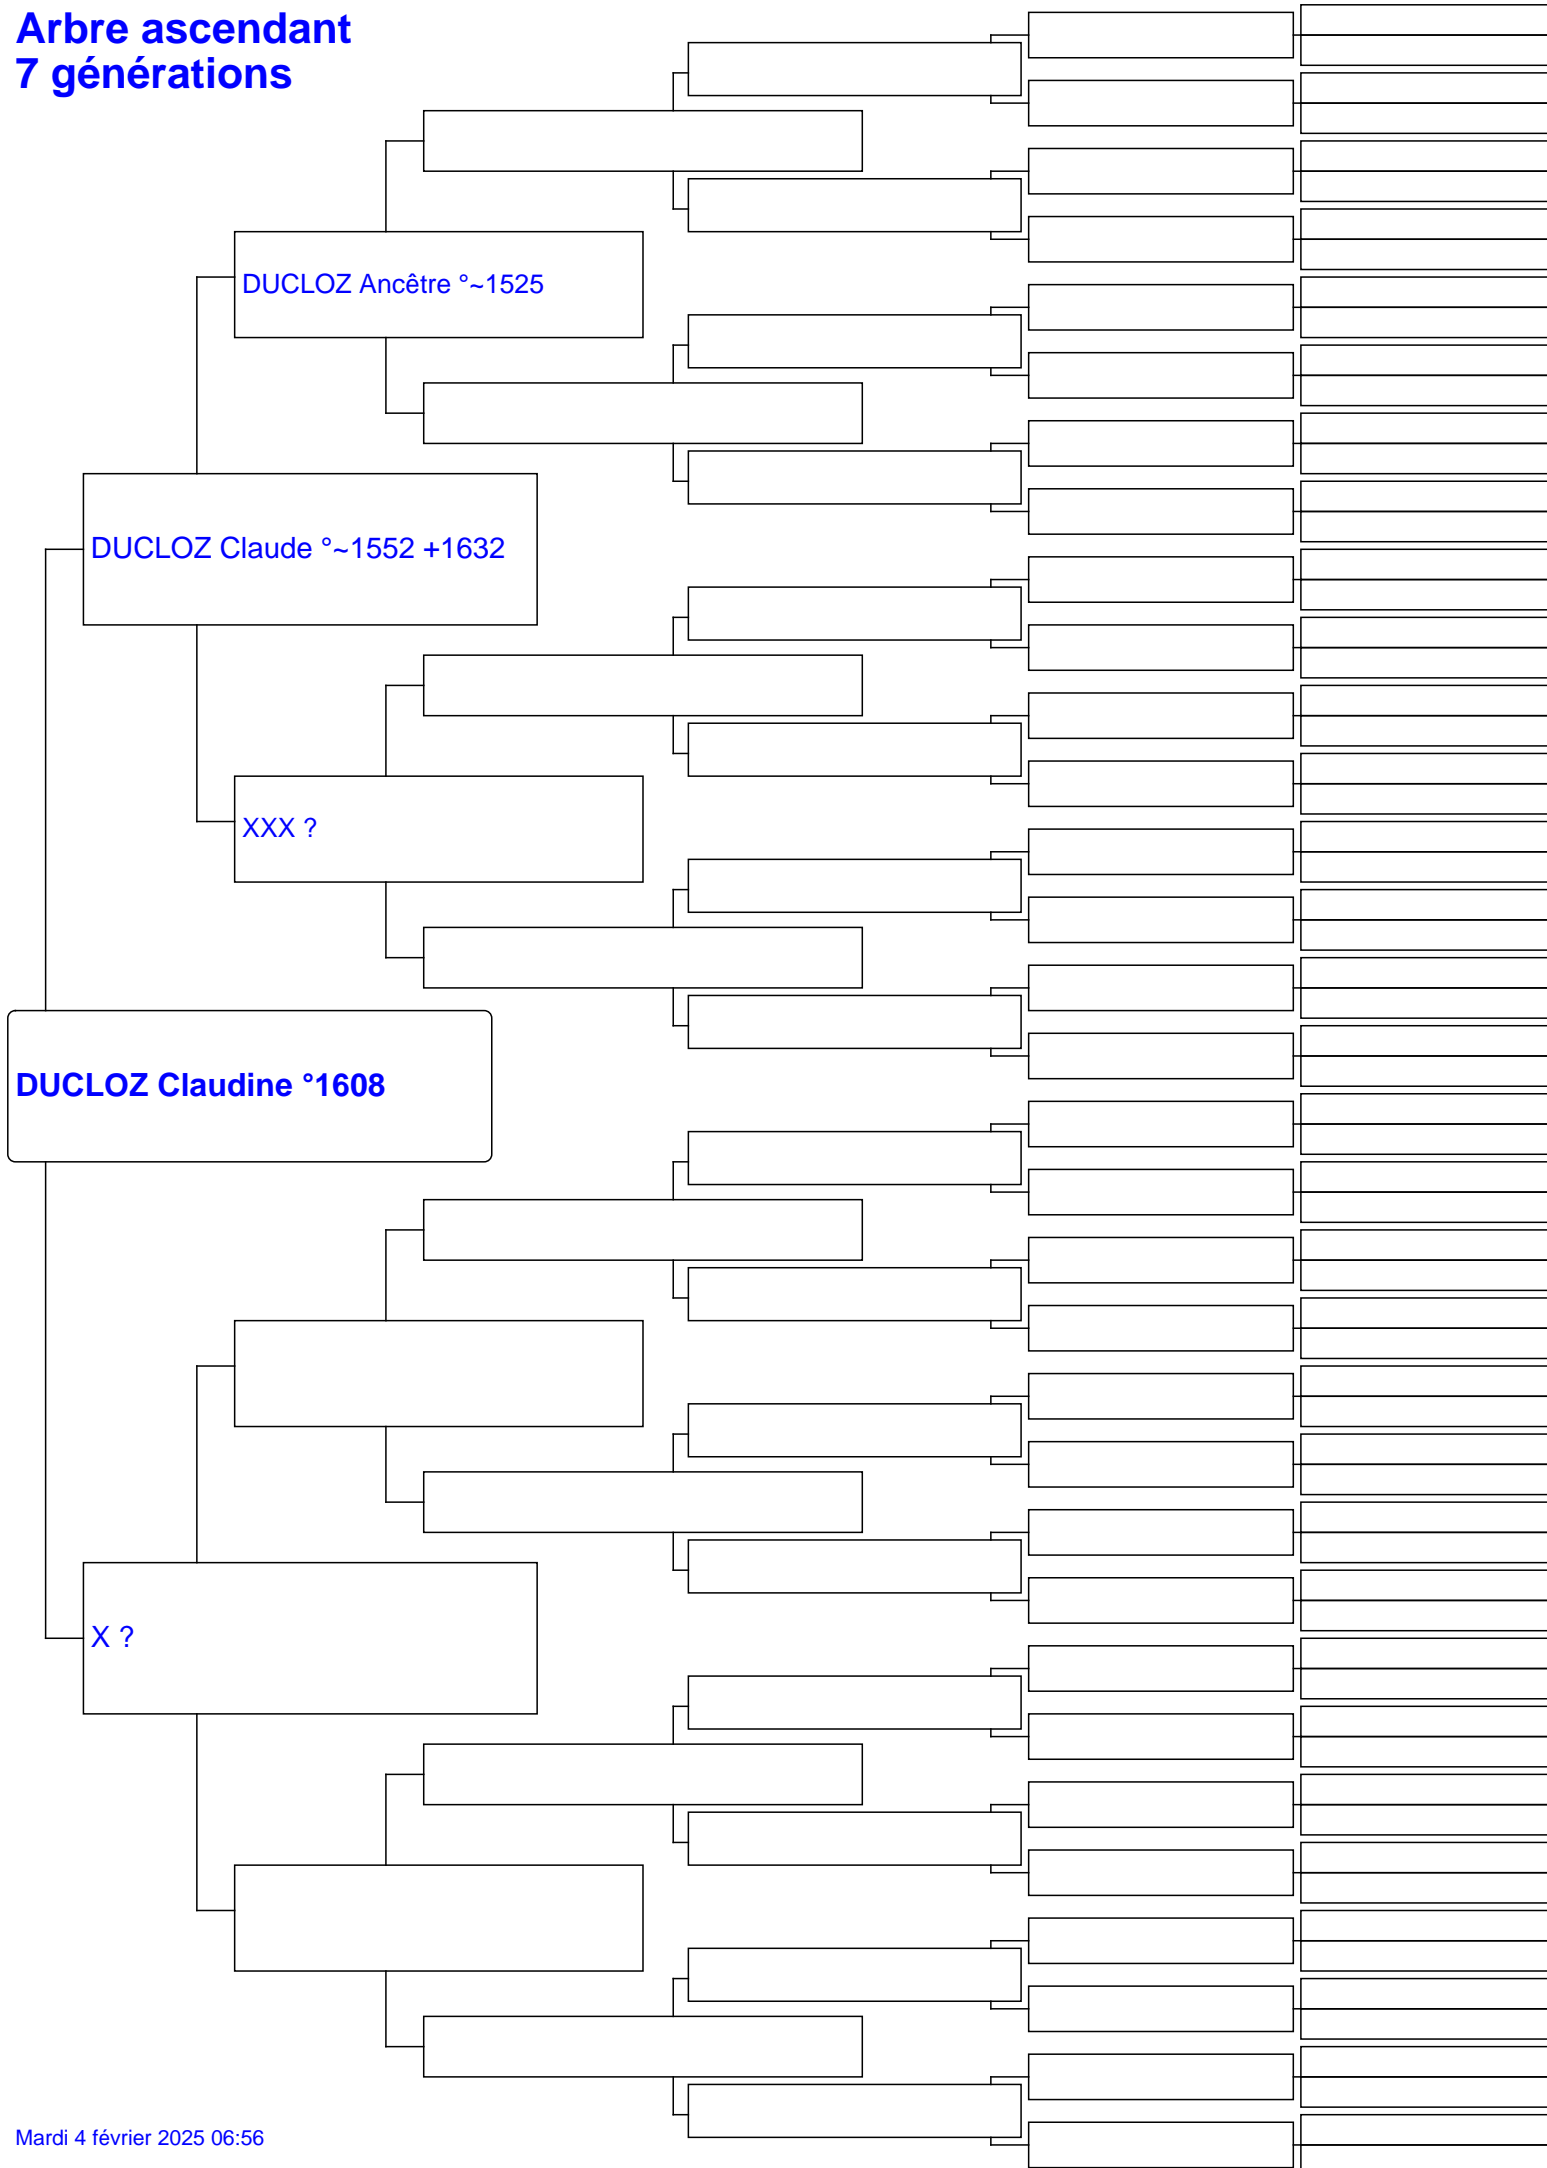 Arbre ascendant
7 générations
DUCLOZ Ancêtre °~1525
DUCLOZ Claude °~1552 +1632
XXX ?
DUCLOZ Claudine °1608
X ?
Mardi 4 février 2025 06:56